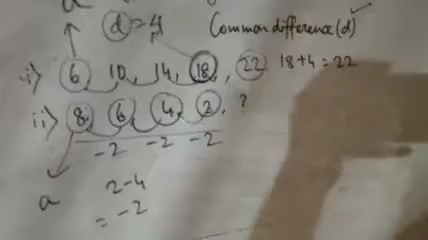 a
d = 4 Common difference (d)
i) 6, 10, 14, 18, 22 18+4=22
ii) 8, 6, 4, 2, ?
-2 -2 -2
a 2-4
= -2